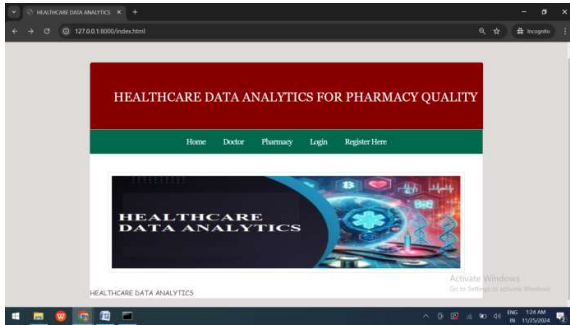 HEALTHCARE DATA ANALYTICS
127.0.0.1:8000/index.html
Incognito
HEALTHCARE DATA ANALYTICS FOR PHARMACY QUALITY
Home Doctor Pharmacy Login Register Here
HEALTHCARE
DATA ANALYTICS
Activate Windows
Go to Settings to activate Windows.
HEALTHCARE DATA ANALYTICS
ENG 1:24 AM
IN 11/25/2024